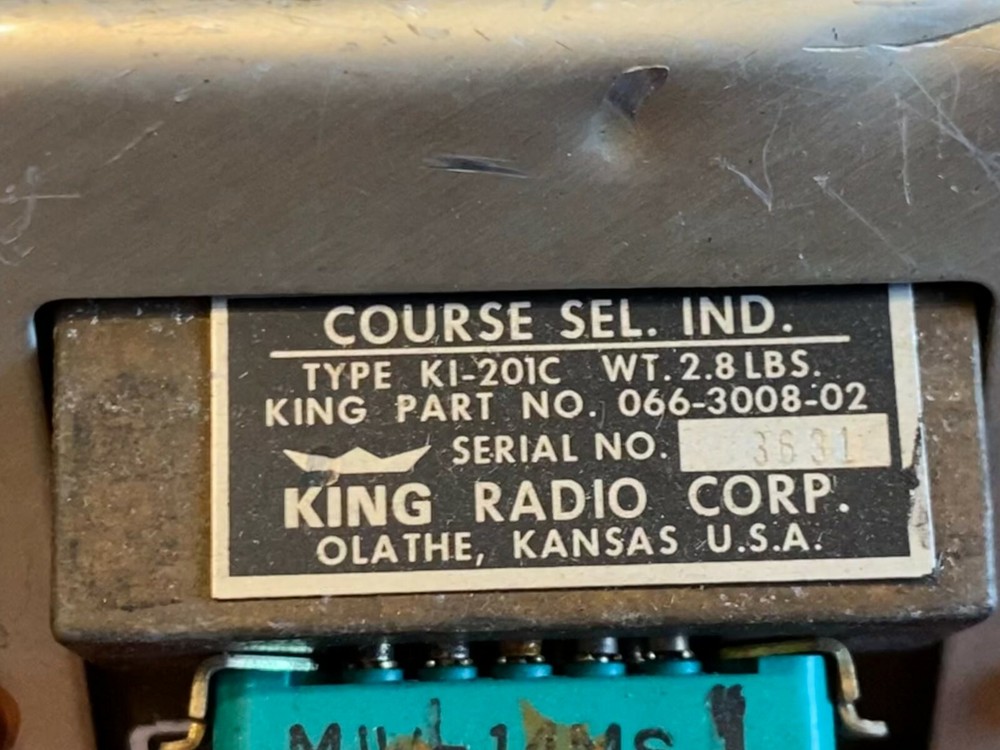 COURSE SEL. IND.
TYPE KI-201C WT. 2.8 LBS.
KING PART NO. 066-3008-02
SERIAL NO. 3631
KING RADIO CORP.
OLATHE, KANSAS U.S.A.